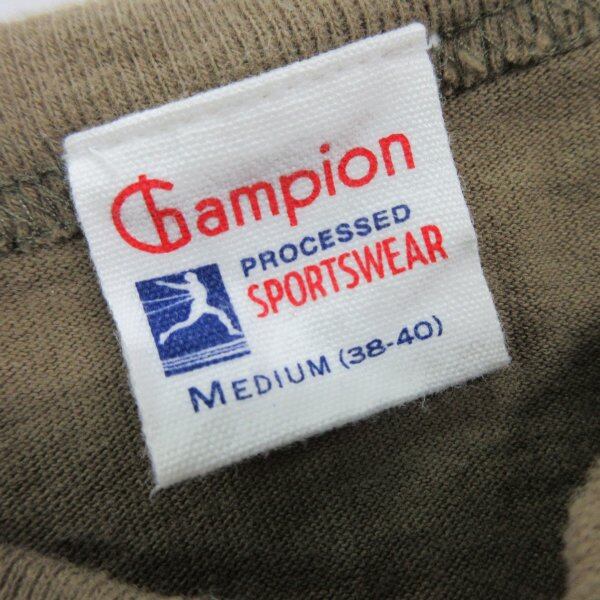 Champion
PROCESSED
SPORTSWEAR
MEDIUM (38-40)